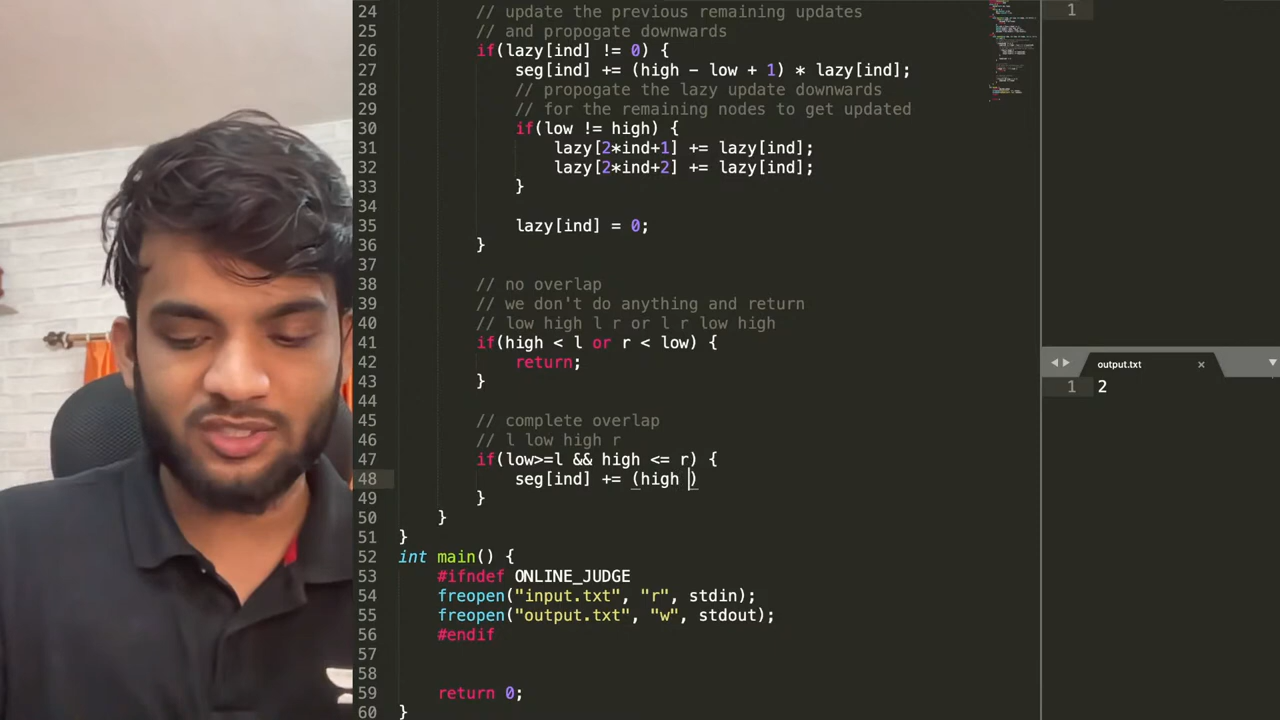 24 // update the previous remaining updates
25 // and propogate downwards
26 if(lazy[ind] != 0) {
27 seg[ind] += (high - low + 1) * lazy[ind];
28 // propogate the lazy update downwards
29 // for the remaining nodes to get updated
30 if(low != high) {
31 lazy[2*ind+1] += lazy[ind];
32 lazy[2*ind+2] += lazy[ind];
33 }
34
35 lazy[ind] = 0;
36 }
37
38 // no overlap
39 // we don't do anything and return
40 // low high l r or l r low high
41 if(high < l or r < low) {
42 return;
43 }
44
45 // complete overlap
46 // l low high r
47 if(low>=l && high <= r) {
48 seg[ind] += (high )
49 }
50 }
51 }
52 int main() {
53 #ifndef ONLINE_JUDGE
54 freopen("input.txt", "r", stdin);
55 freopen("output.txt", "w", stdout);
56 #endif
57
58
59 return 0;
60 }
1
output.txt
1 2